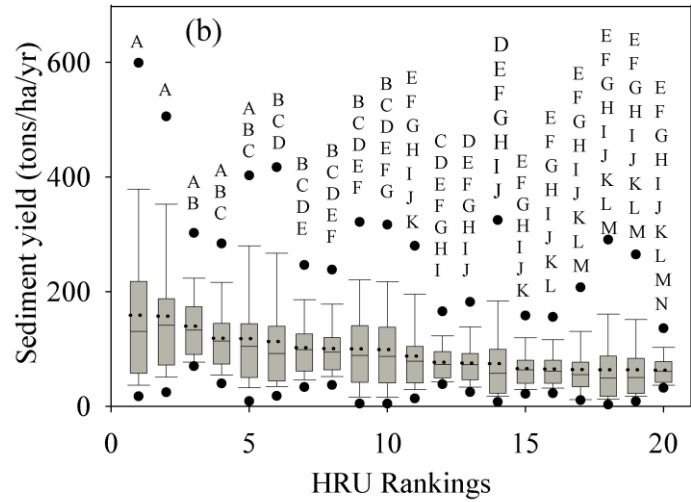 (b)
Sediment yield (tons/ha/yr)
600
400
200
0
A
A
A B
A B C
A B C
B C D
B C D E
B C D E F
B C D E F
B C D E F G
E F G H I J K
C D E F G H I
D E F G H I J
D E F G H I J
E F G H I J K
E F G H I J K L
E F G H I J K L M
E F G H I J K L M
E F G H I J K L M
E F G H I J K L M N
0 5 10 15 20
HRU Rankings